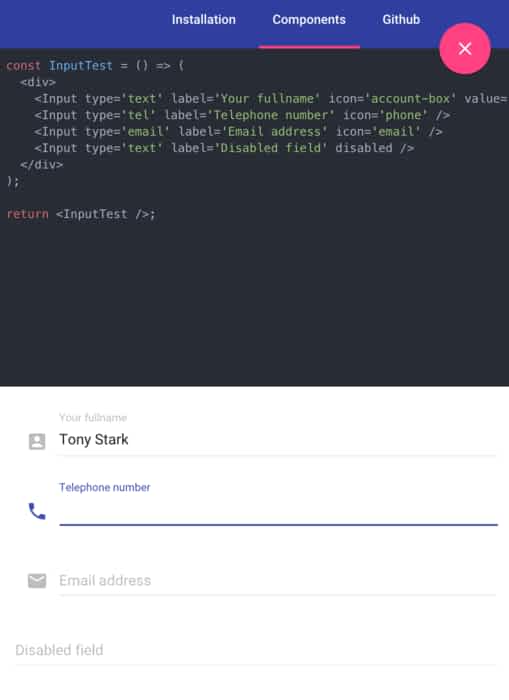 Installation Components Github
const InputTest = () => (
<div>
<Input type='text' label='Your fullname' icon='account-box' value=
<Input type='tel' label='Telephone number' icon='phone' />
<Input type='email' label='Email address' icon='email' />
<Input type='text' label='Disabled field' disabled />
</div>
);
return <InputTest />;
Your fullname
Tony Stark
Telephone number
Email address
Disabled field